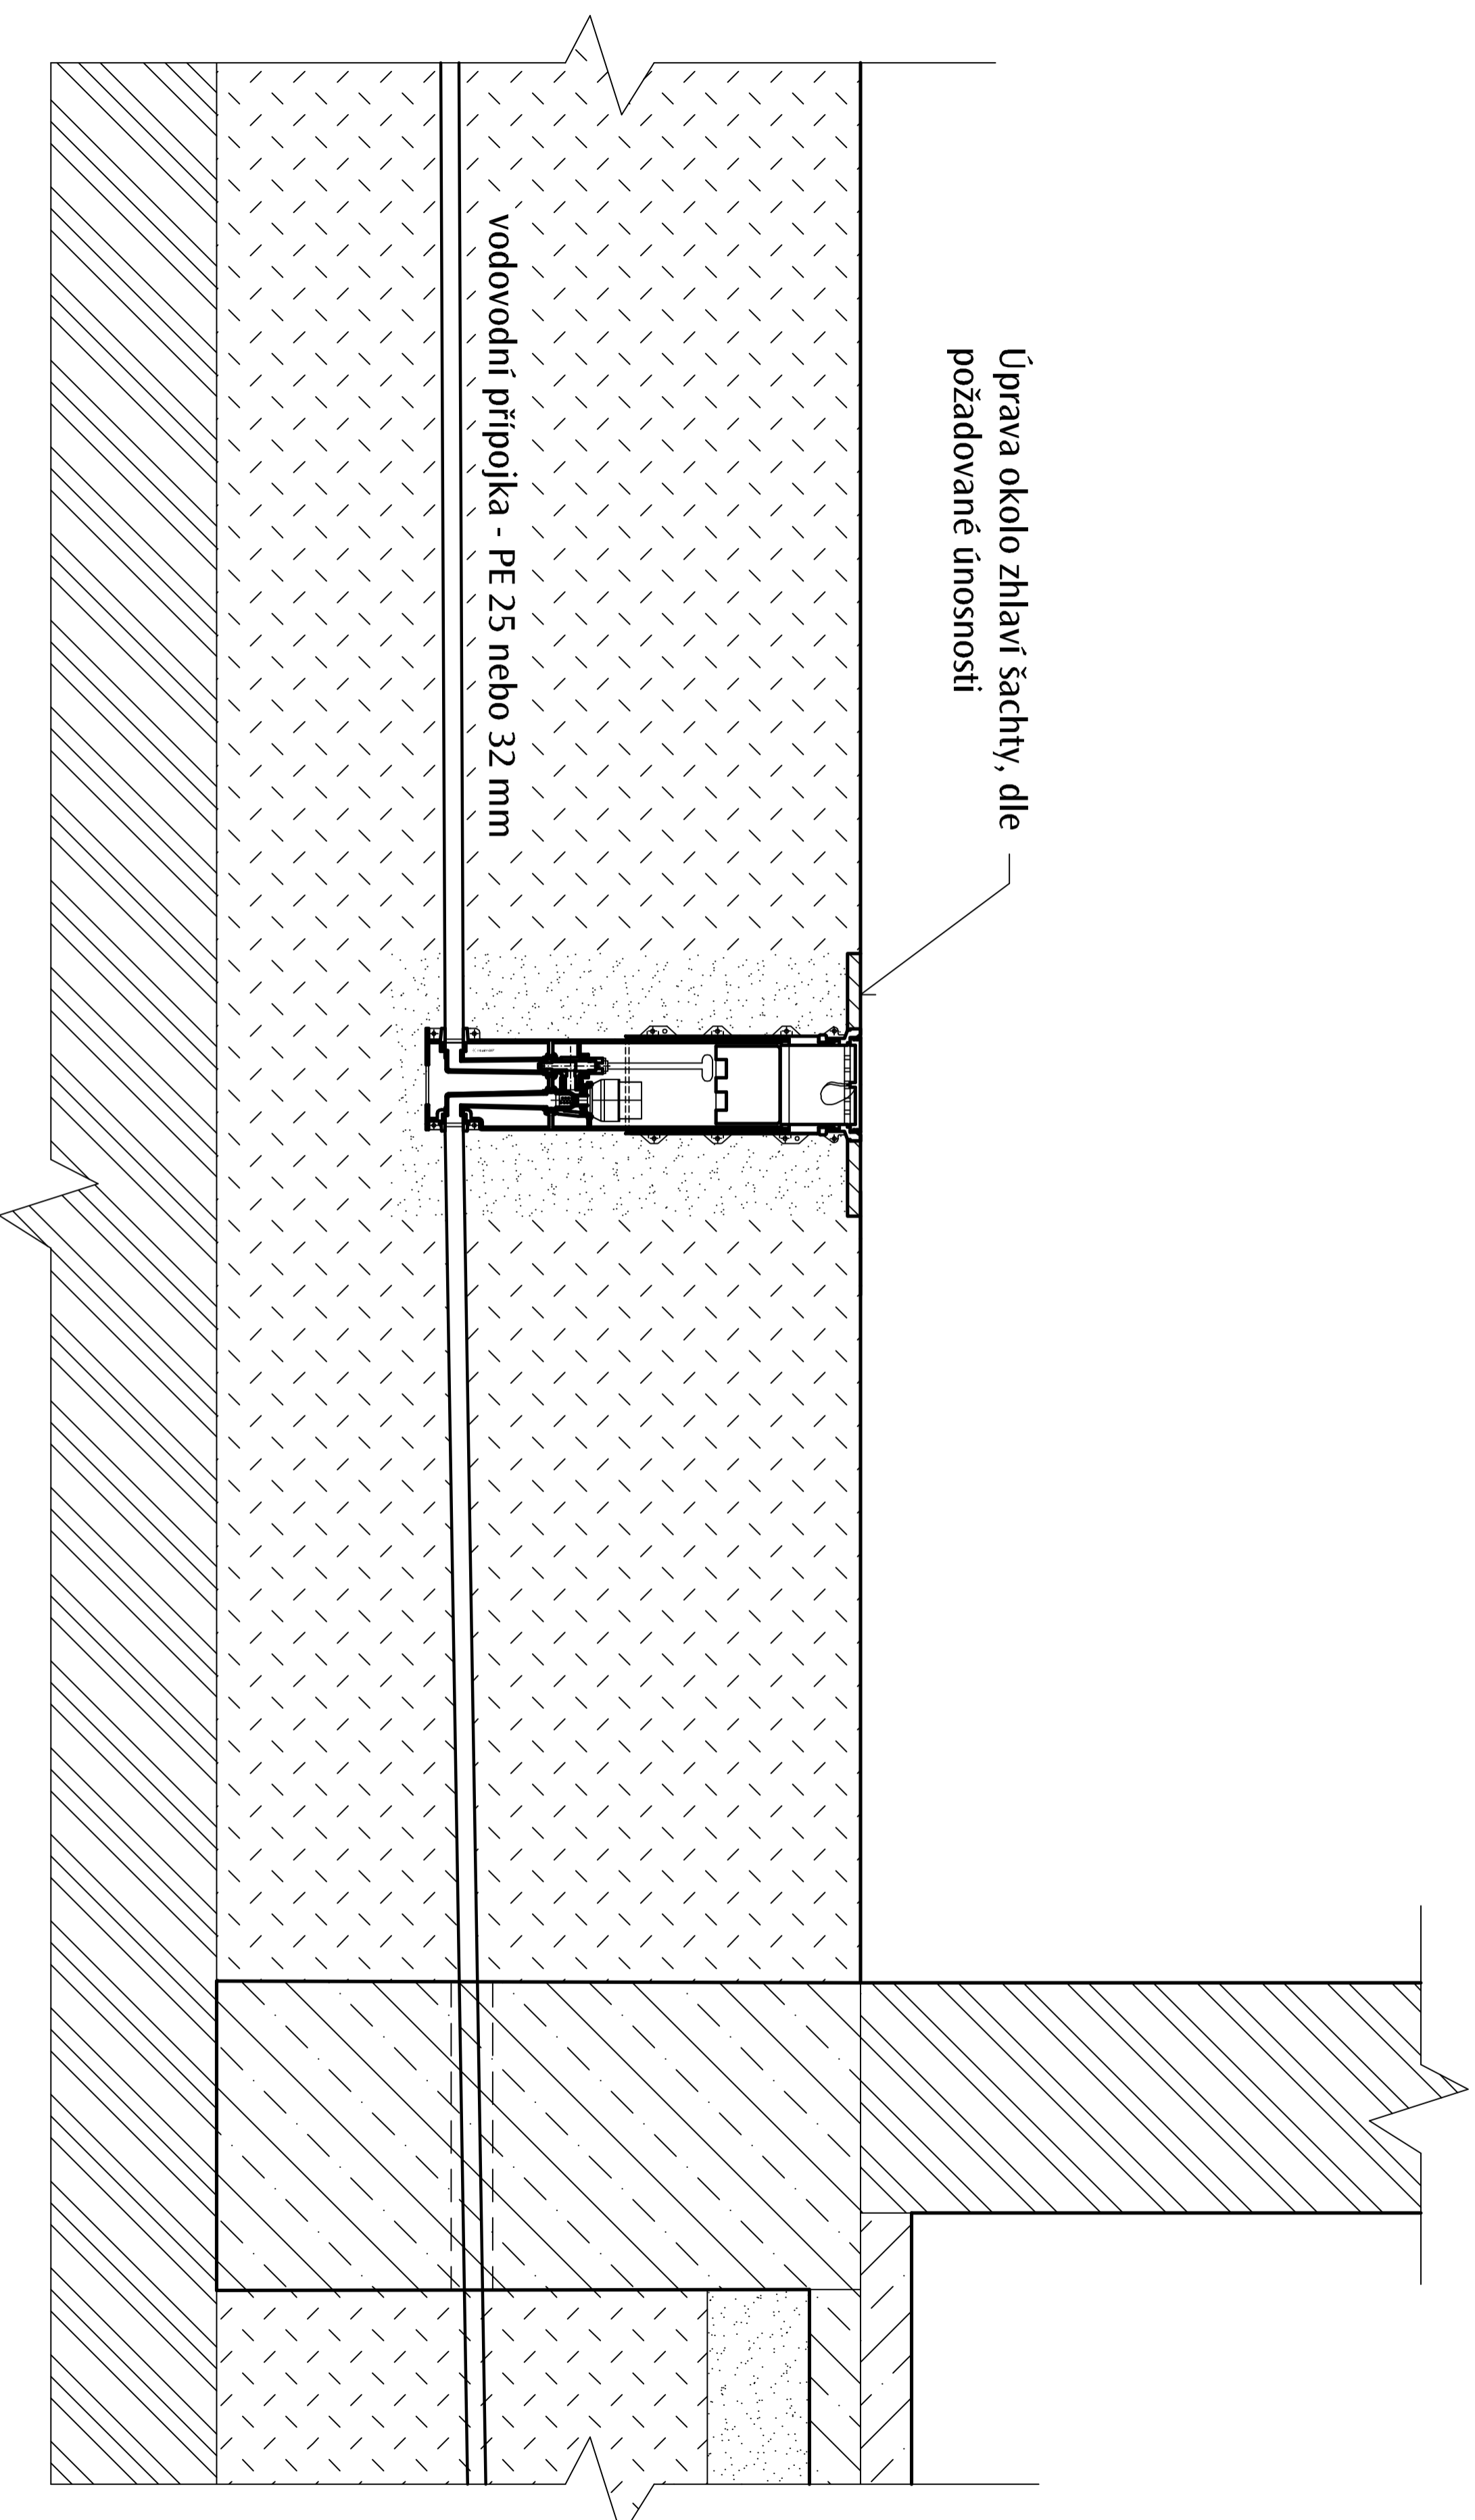 Úprava okolo zhlaví šachty, dle
požadované únosnosti
vodovodní přípojka - PE 25 nebo 32 mm